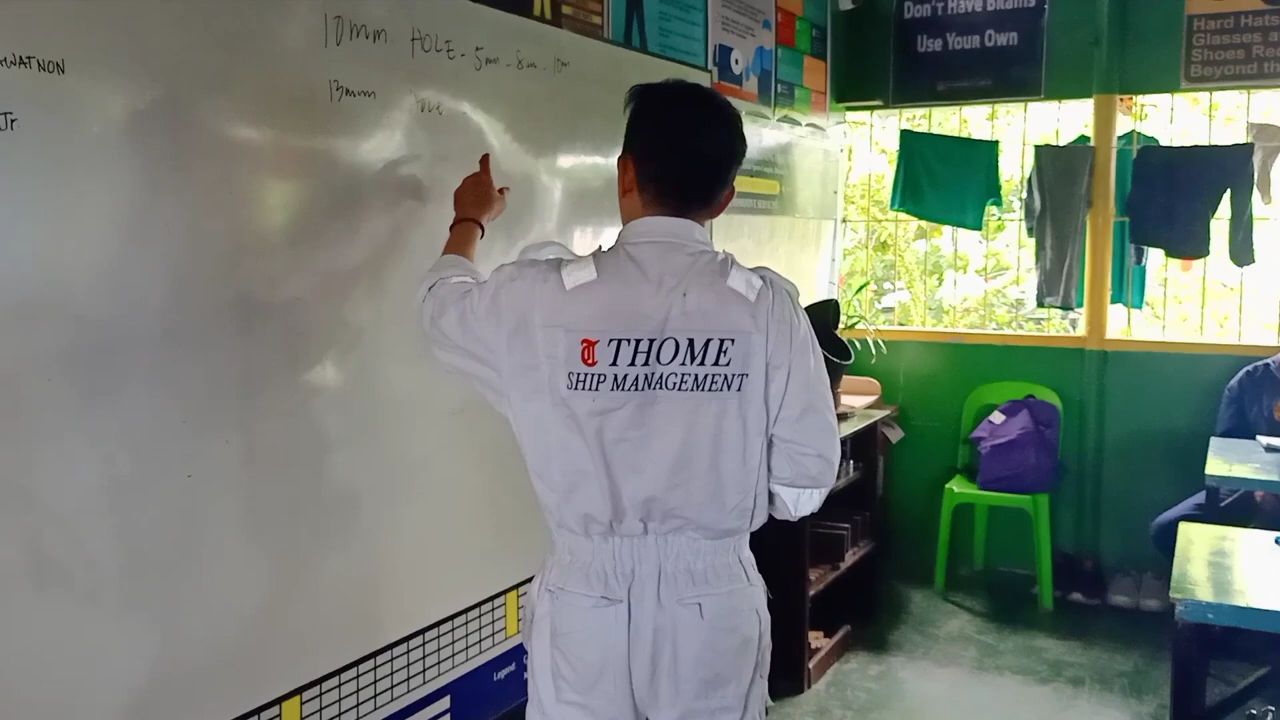 10mm HOLE - 5mm - 8mm - 10mm
13mm Hole
WATNON
Jr.
Don't Have Brains
Use Your Own
Hard Hats
Glasses a
Shoes Re
Beyond th
T THOME
SHIP MANAGEMENT
Legend: